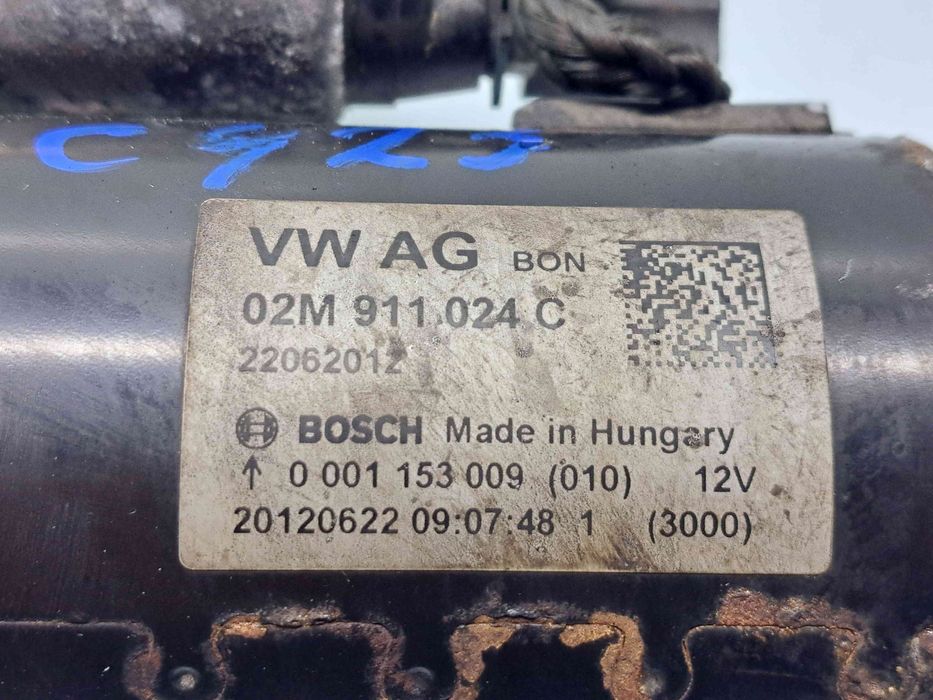 C427
VW AG BON
02M 911 024 C
22062012
BOSCH Made in Hungary
↑ 0 001 153 009 (010) 12V
20120622 09:07:48 1 (3000)